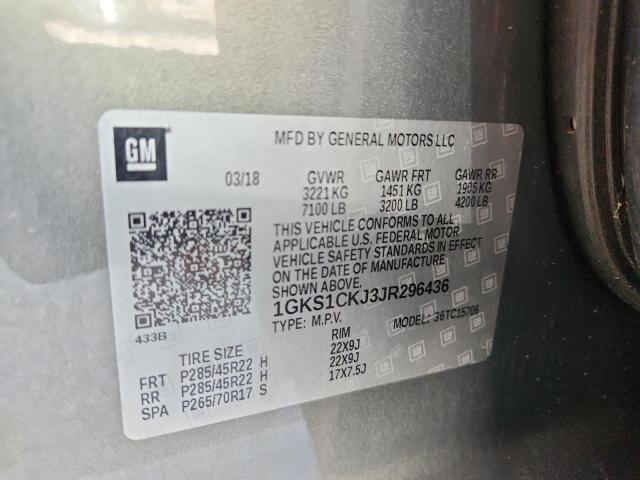 GM
MFD BY GENERAL MOTORS LLC
03/18 GVWR GAWR FRT GAWR RR
3221 KG 1451 KG 1905 KG
7100 LB 3200 LB 4200 LB
THIS VEHICLE CONFORMS TO ALL
APPLICABLE U.S. FEDERAL MOTOR
VEHICLE SAFETY STANDARDS IN EFFECT
ON THE DATE OF MANUFACTURE
SHOWN ABOVE.
1GKS1CKJ3JR296436
TYPE: M.P.V. MODEL: 36TC15706
433B
TIRE SIZE RIM
FRT P285/45R22 H 22X9J
RR P285/45R22 H 22X9J
SPA P265/70R17 S 17X7.5J